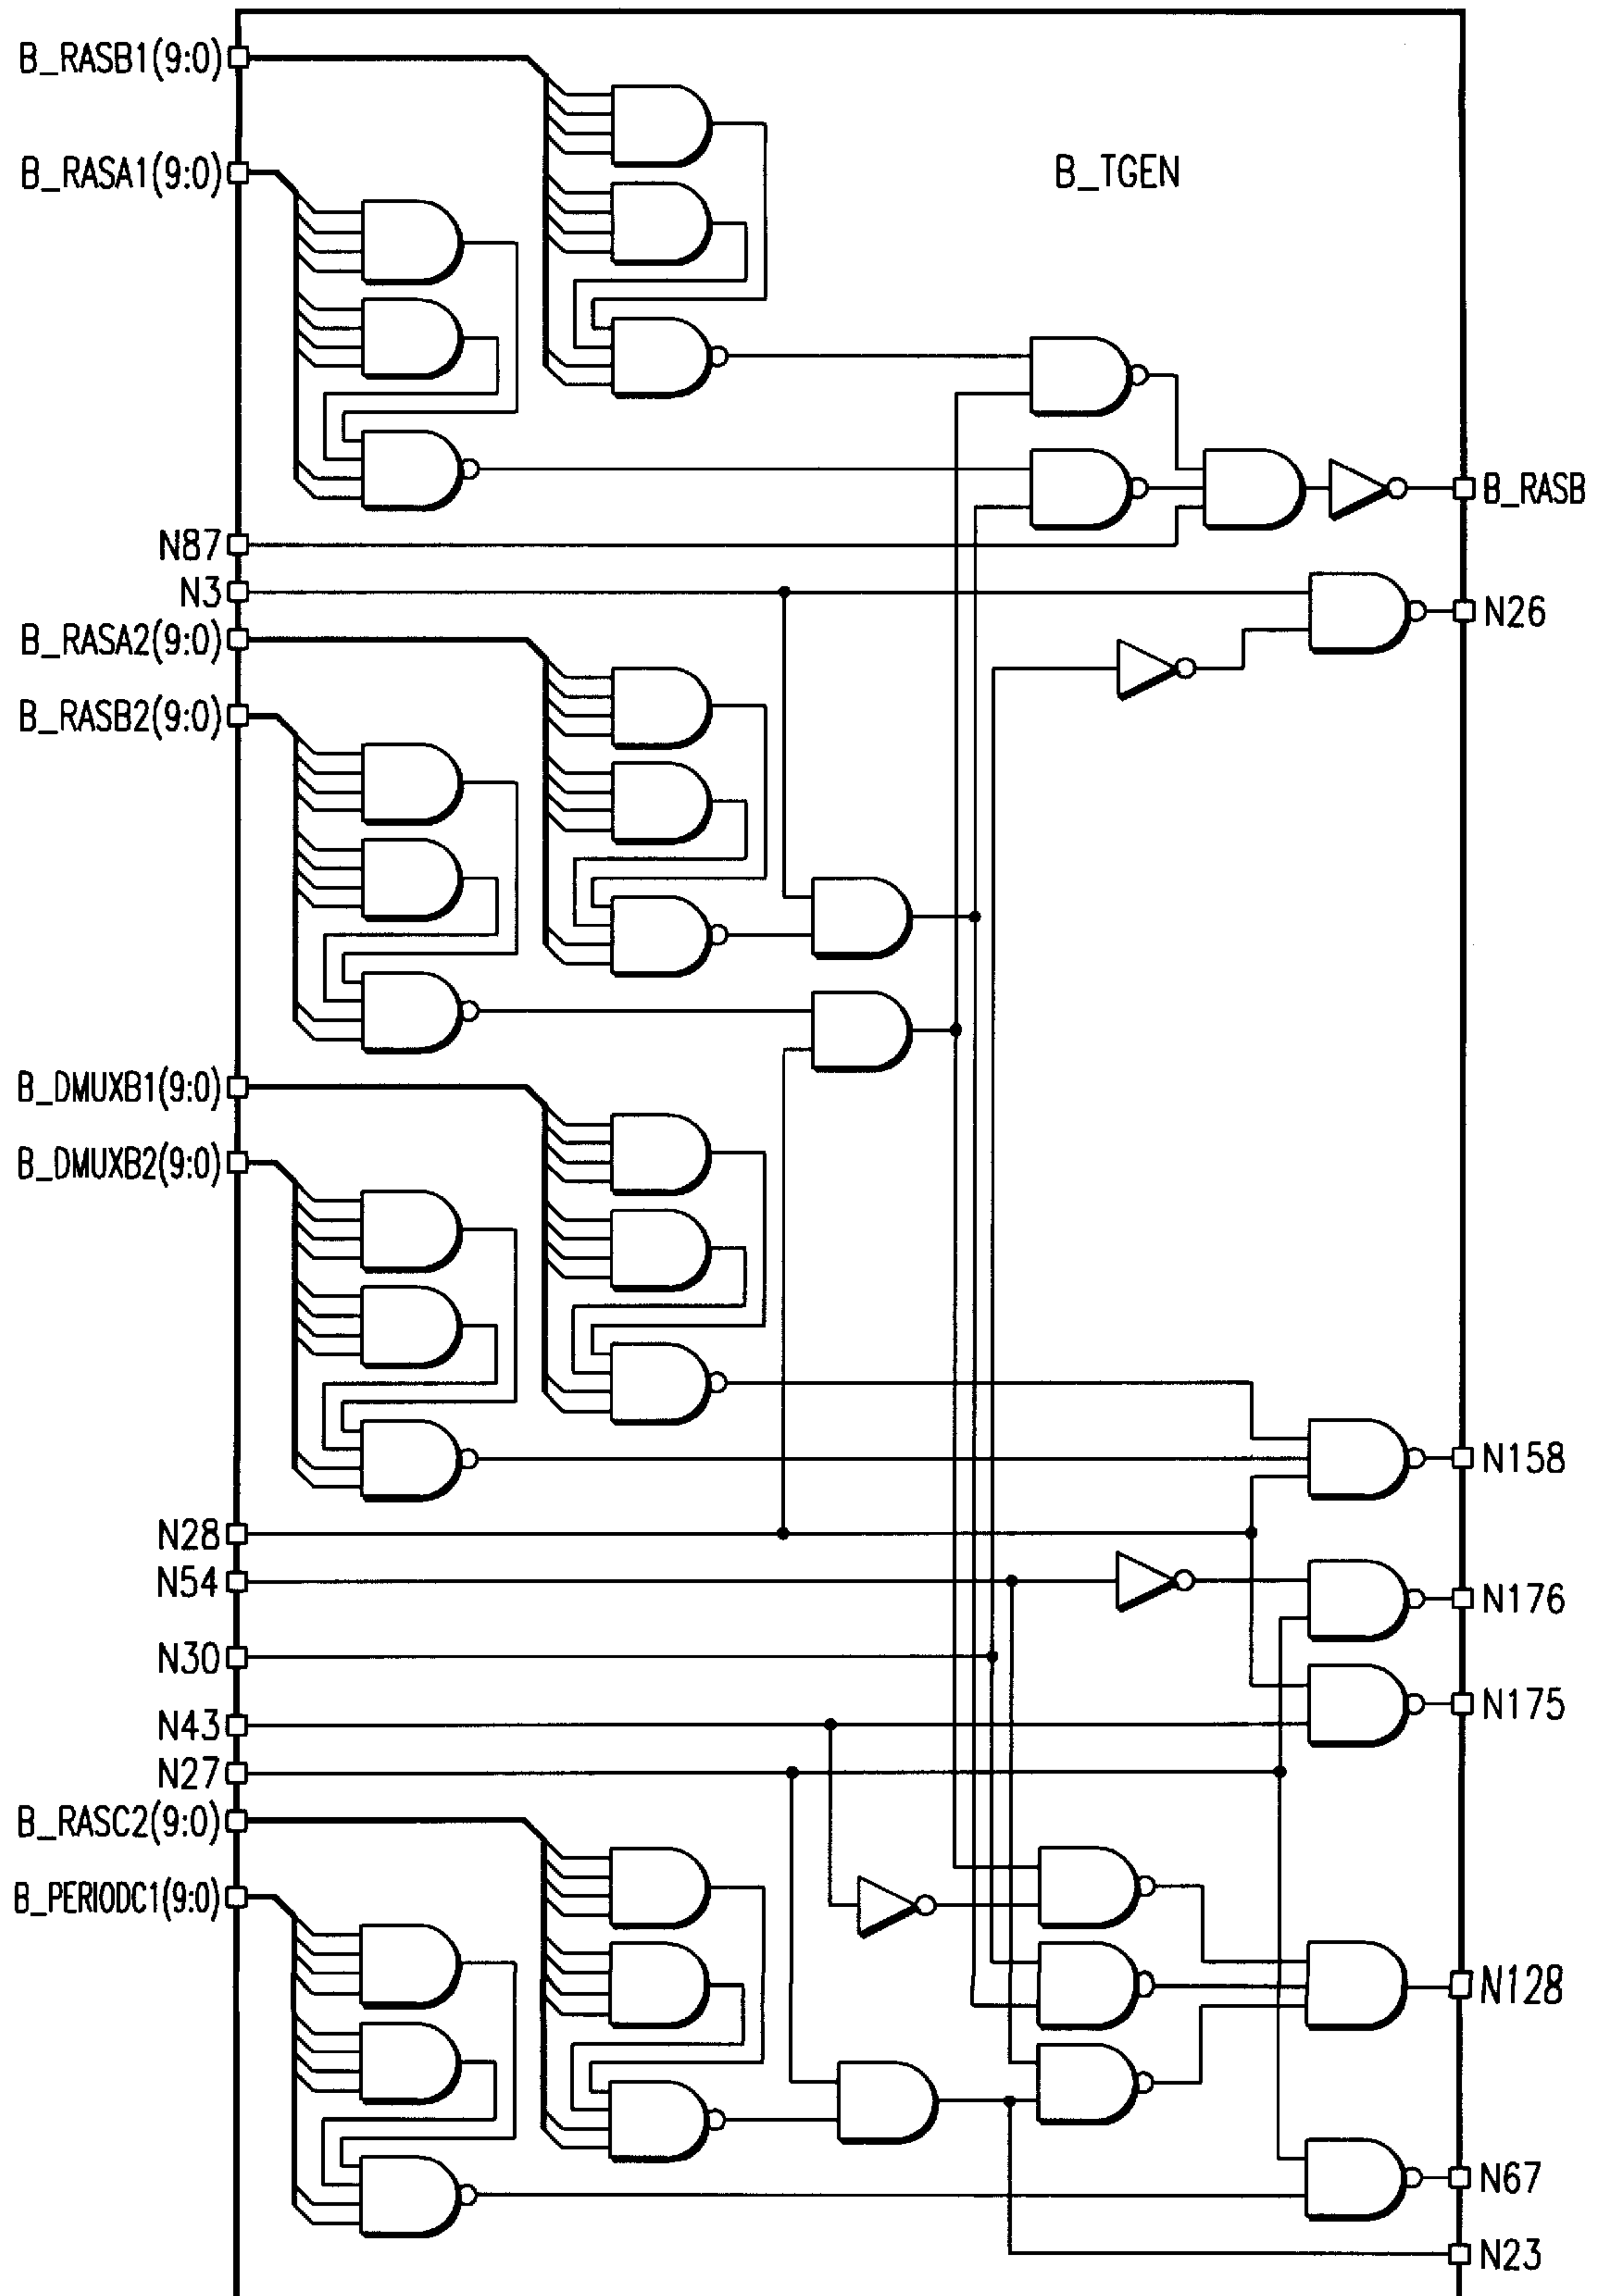 B_RASB1(9:0)
B_TGEN
B_RASA1(9:0)
B_RASB
N87
N3
N26
B_RASA2(9:0)
B_RASB2(9:0)
B_DMUXB1(9:0)
B_DMUXB2(9:0)
N158
N28
N54
N176
N30
N175
N43
N27
B_RASC2(9:0)
B_PERIODC1(9:0)
N128
N67
N23